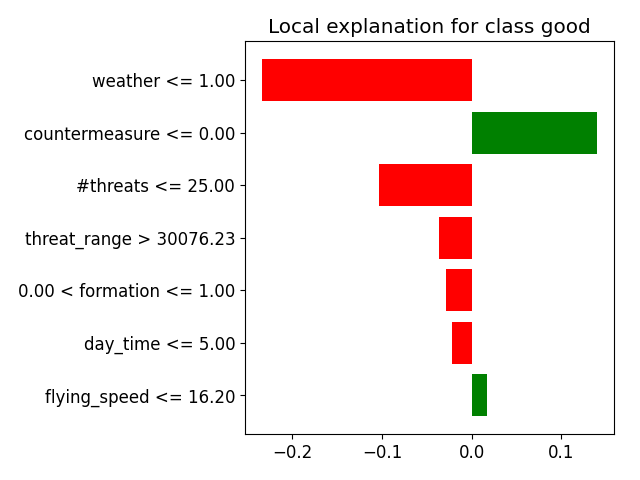 Local explanation for class good
weather <= 1.00
countermeasure <= 0.00
#threats <= 25.00
threat_range > 30076.23
0.00 < formation <= 1.00
day_time <= 5.00
flying_speed <= 16.20
−0.2 −0.1 0.0 0.1